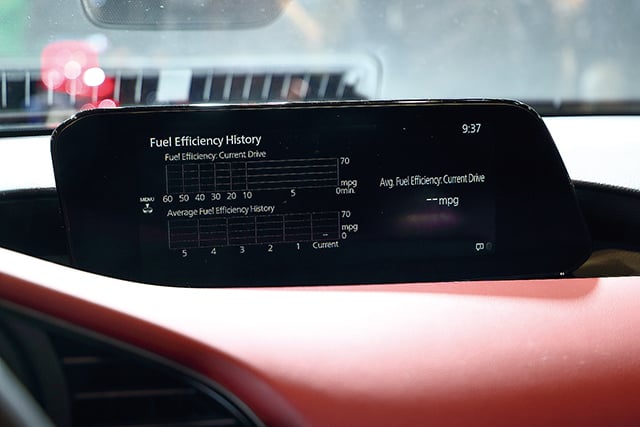 Fuel Efficiency History
9:37
Fuel Efficiency: Current Drive
70
mpg
0min.
60 50 40 30 20 10 5
MENU
Avg. Fuel Efficiency: Current Drive
--mpg
Average Fuel Efficiency History
70
mpg
0
--
5 4 3 2 1 Current